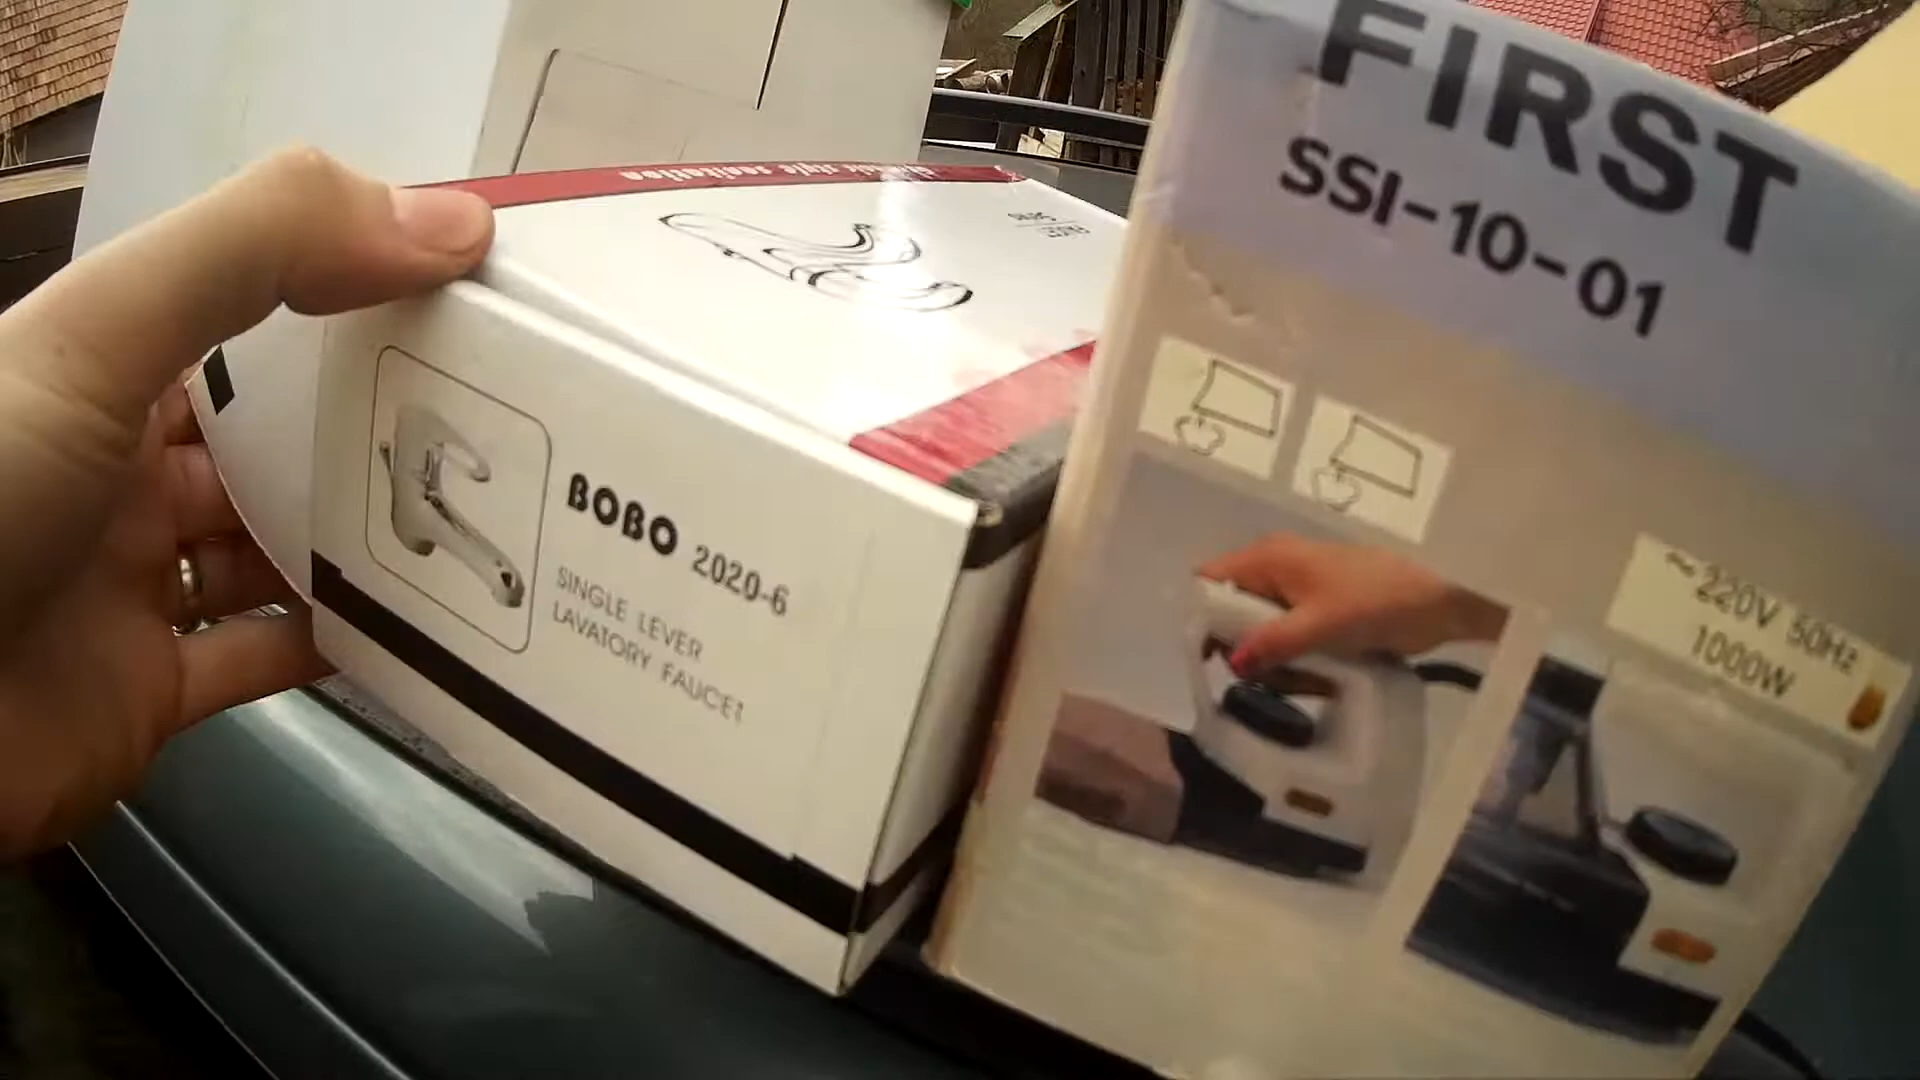 FIRST
SSI-10-01
~220V 50Hz
1000W
BOBO 2020-6
SINGLE LEVER
LAVATORY FAUCET